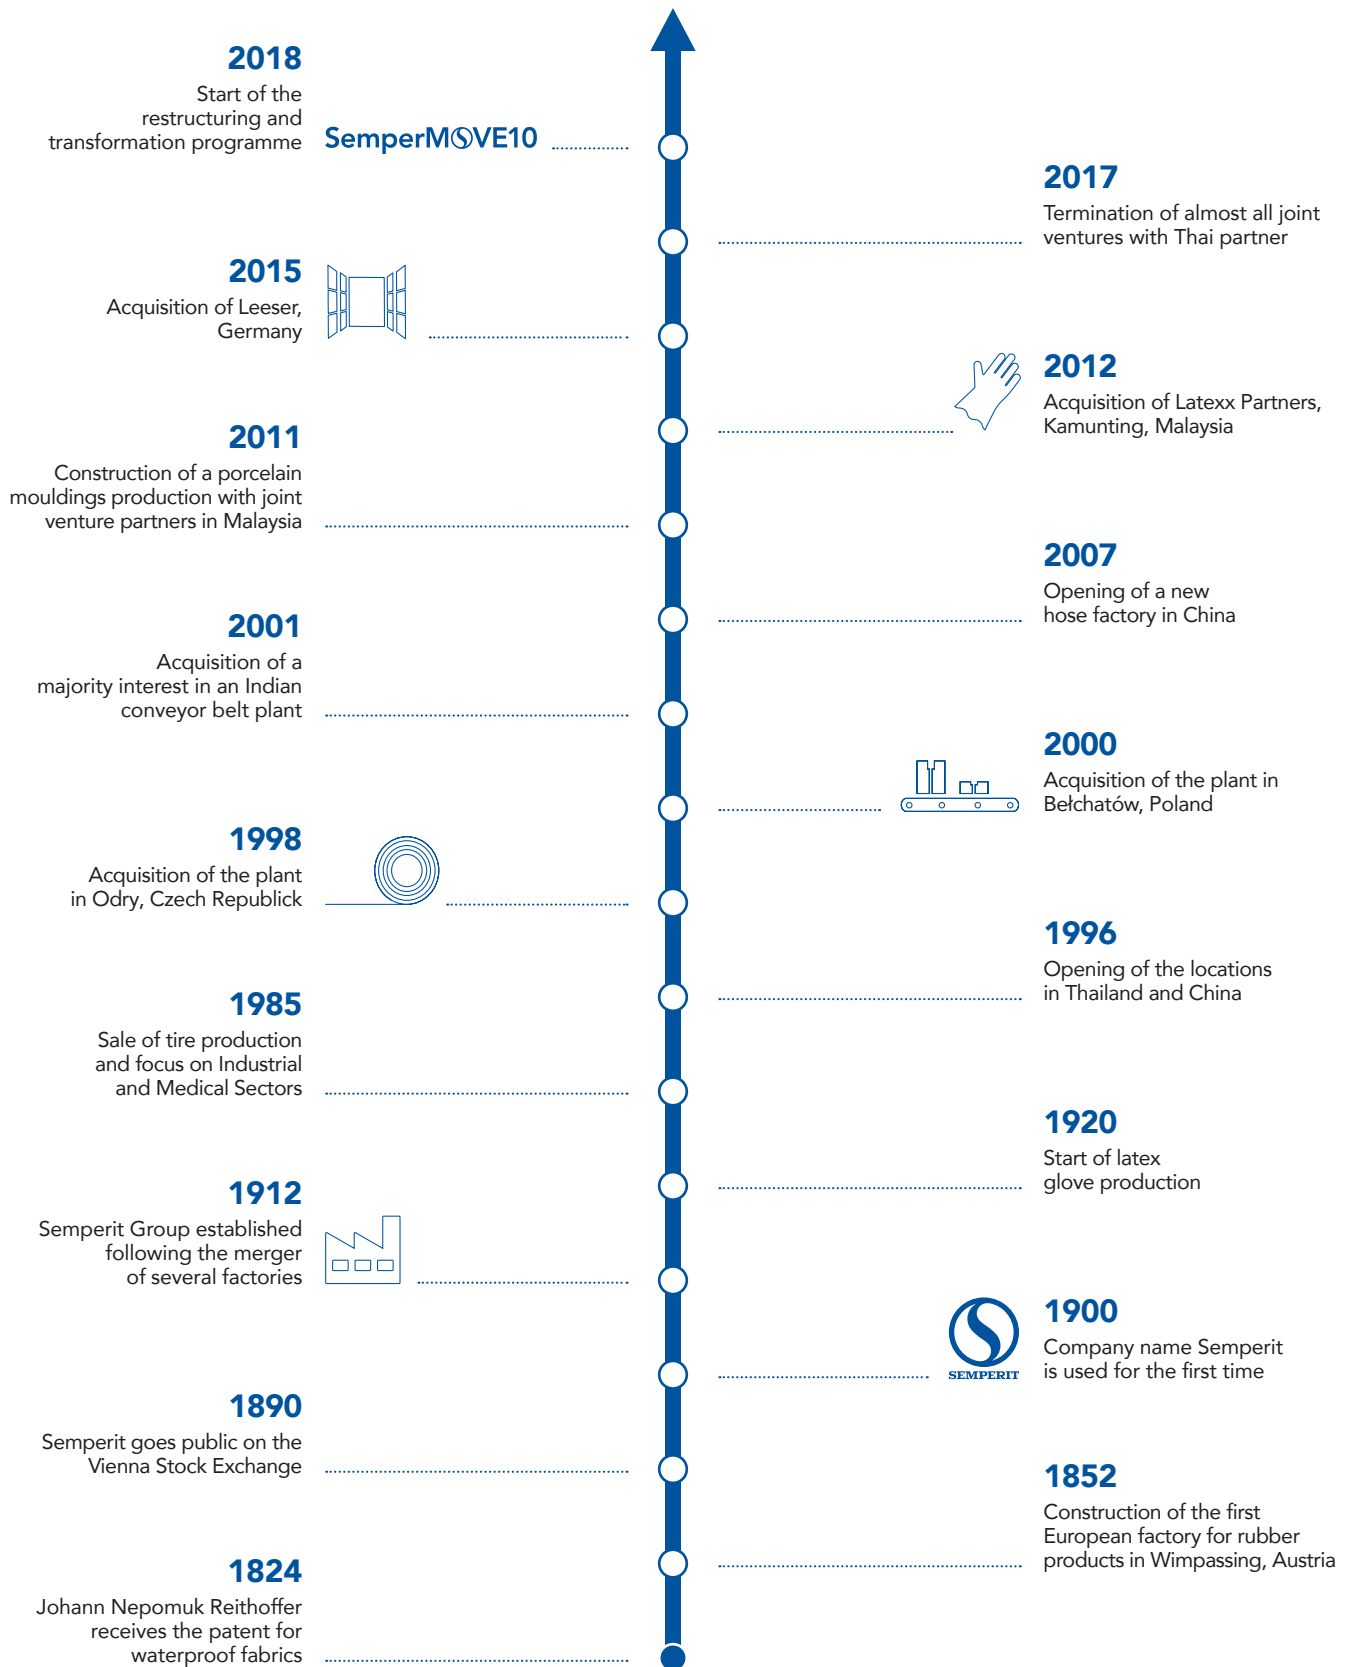 2018
Start of the
restructuring and
transformation programme
SemperMOVE10
2017
Termination of almost all joint
ventures with Thai partner
2015
Acquisition of Leeser,
Germany
2012
Acquisition of Latexx Partners,
Kamunting, Malaysia
2011
Construction of a porcelain
mouldings production with joint
venture partners in Malaysia
2007
Opening of a new
hose factory in China
2001
Acquisition of a
majority interest in an Indian
conveyor belt plant
2000
Acquisition of the plant in
Bełchatów, Poland
1998
Acquisition of the plant
in Odry, Czech Republick
1996
Opening of the locations
in Thailand and China
1985
Sale of tire production
and focus on Industrial
and Medical Sectors
1920
Start of latex
glove production
1912
Semperit Group established
following the merger
of several factories
1900
Company name Semperit
is used for the first time
SEMPERIT
1890
Semperit goes public on the
Vienna Stock Exchange
1852
Construction of the first
European factory for rubber
products in Wimpassing, Austria
1824
Johann Nepomuk Reithoffer
receives the patent for
waterproof fabrics